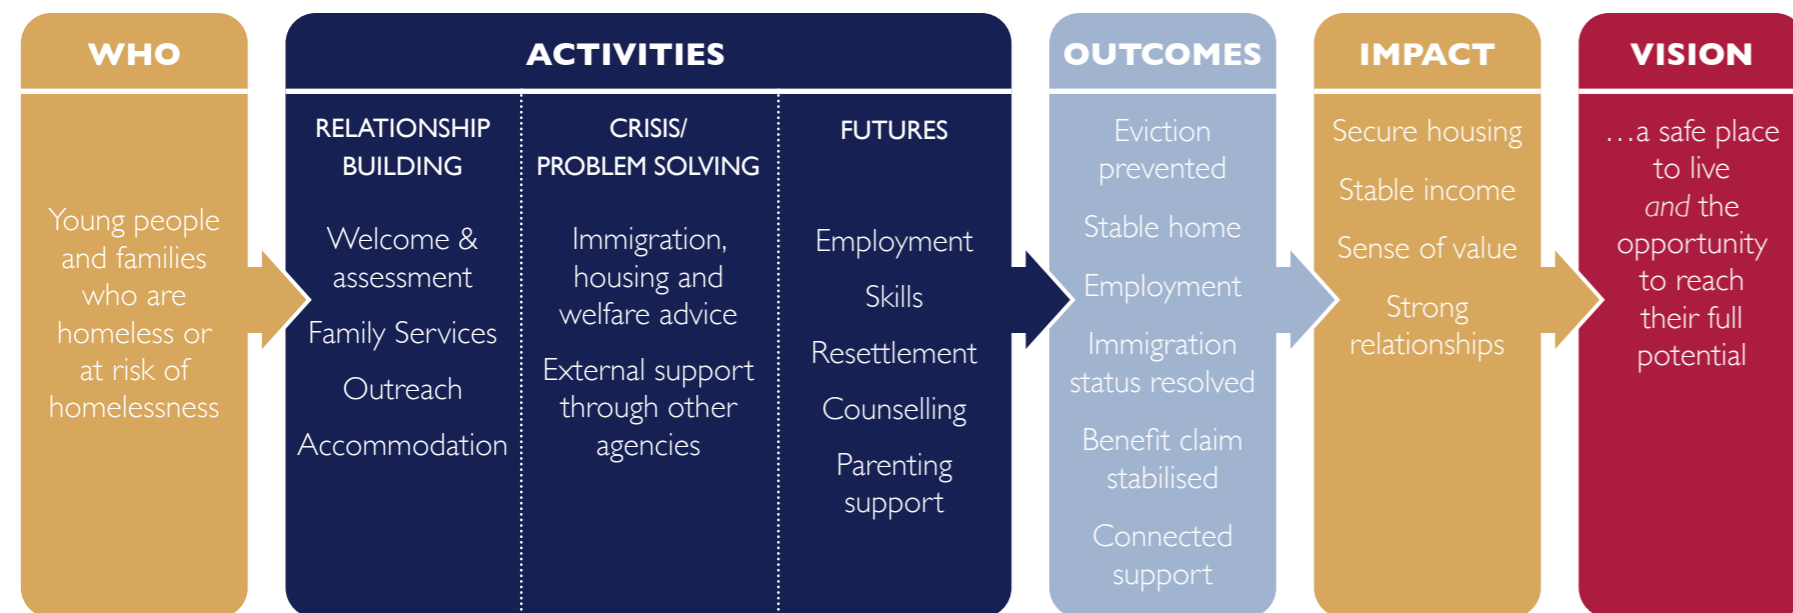 WHO
Young people
and families
who are
homeless or
at risk of
homelessness
ACTIVITIES
RELATIONSHIP
BUILDING
Welcome &
assessment
Family Services
Outreach
Accommodation
CRISIS/
PROBLEM SOLVING
Immigration,
housing and
welfare advice
External support
through other
agencies
FUTURES
Employment
Skills
Resettlement
Counselling
Parenting
support
OUTCOMES
Eviction
prevented
Stable home
Employment
Immigration
status resolved
Benefit claim
stabilised
Connected
support
IMPACT
Secure housing
Stable income
Sense of value
Strong
relationships
VISION
…a safe place
to live
and the
opportunity
to reach
their full
potential